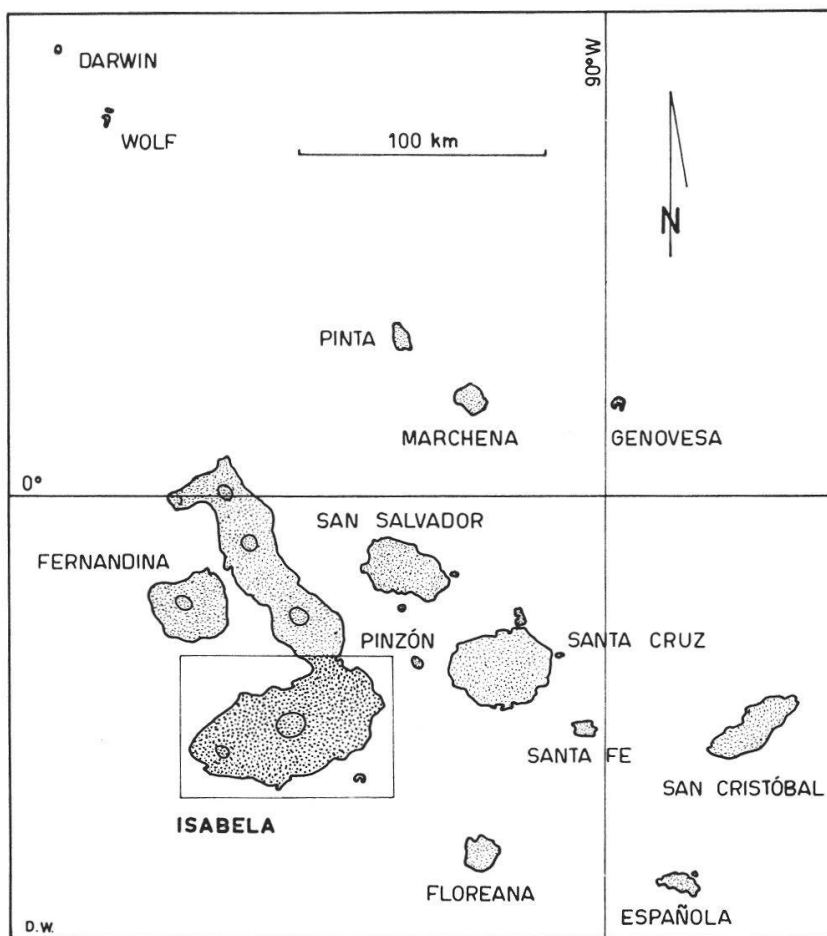 DARWIN
90°W
WOLF
100 km
N
PINTA
MARCHENA
GENOVESA
0°
SAN SALVADOR
FERNANDINA
PINZÓN
SANTA CRUZ
SANTA FE
SAN CRISTÓBAL
ISABELA
FLOREANA
ESPAÑOLA
D.W.